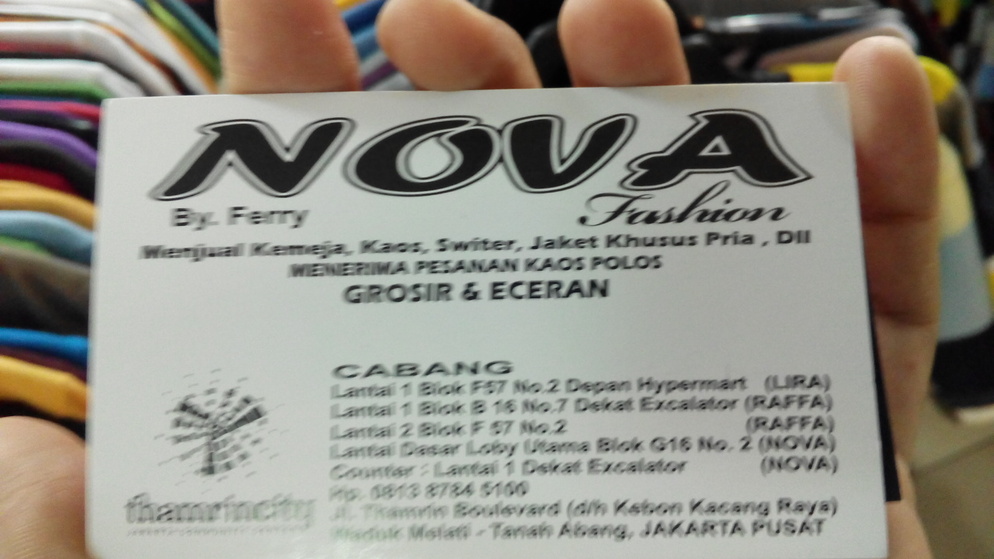 NOVA
By. Ferry
Fashion
Menjual Kemeja, Kaos, Switer, Jaket Khusus Pria , Dll
MENERIMA PESANAN KAOS POLOS
GROSIR & ECERAN
CABANG
Lantai 1 Blok F57 No.2 Depan Hypermart (LIRA)
Lantai 1 Blok B 16 No.7 Dekat Excalator (RAFFA)
Lantai 2 Blok F 57 No.2 (RAFFA)
Lantai Dasar Loby Utama Blok G16 No. 2 (NOVA)
Counter : Lantai 1 Dekat Excalator (NOVA)
Hp. 0813 8784 5100
Jl. Thamrin Boulevard (d/h Kebon Kacang Raya)
Waduk Melati - Tanah Abang, JAKARTA PUSAT
thamrincity